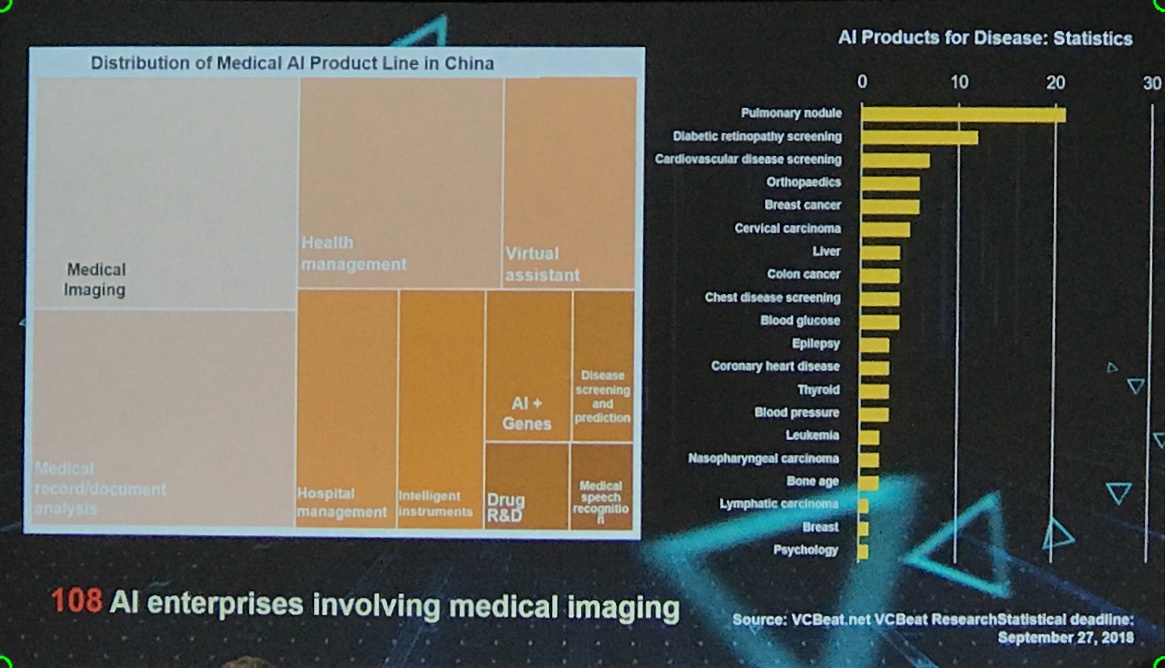 Distribution of Medical AI Product Line in China
Medical
Imaging
Health
management
Virtual
assistant
Medical
record/document
analysis
Hospital
management
Intelligent
instruments
AI +
Genes
Disease
screening
and
prediction
Drug
R&D
Medical
speech
recognitio
n
108 AI enterprises involving medical imaging
AI Products for Disease: Statistics
0 10 20 30
Pulmonary nodule
Diabetic retinopathy screening
Cardiovascular disease screening
Orthopaedics
Breast cancer
Cervical carcinoma
Liver
Colon cancer
Chest disease screening
Blood glucose
Epilepsy
Coronary heart disease
Thyroid
Blood pressure
Leukemia
Nasopharyngeal carcinoma
Bone age
Lymphatic carcinoma
Breast
Psychology
Source: VCBeat.net VCBeat ResearchStatistical deadline:
September 27, 2018